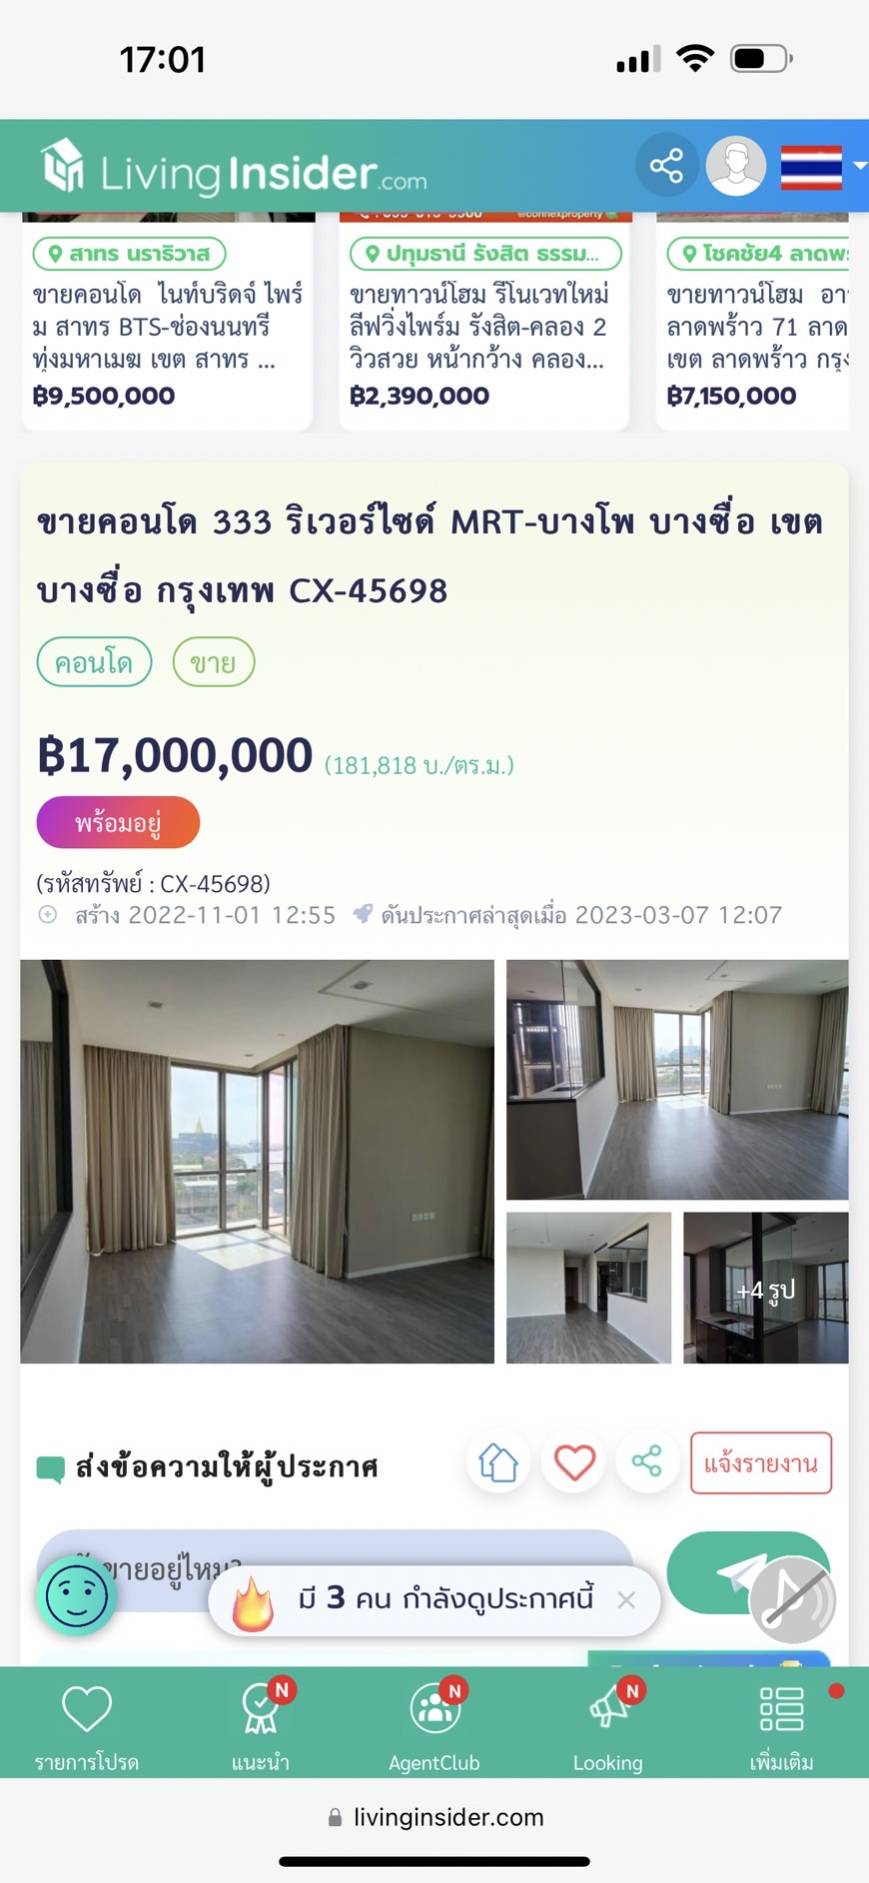 17:01
LivingInsider.com
สาทร นราธิวาส
ปทุมธานี รังสิต ธรรม...
โชคชัย4 ลาดพร
ขายคอนโด ไนท์บริดจ์ ไพร์
ม สาทร BTS-ช่องนนทรี
ทุ่งมหาเมฆ เขต สาทร ...
฿9,500,000
ขายทาวน์โฮม รีโนเวทใหม่
ลีฟวิ่งไพร์ม รังสิต-คลอง 2
วิวสวย หน้ากว้าง คลอง...
฿2,390,000
ขายทาวน์โฮม อา
ลาดพร้าว 71 ลาด
เขต ลาดพร้าว กรุง
฿7,150,000
ขายคอนโด 333 ริเวอร์ไซด์ MRT-บางโพ บางซื่อ เขต
บางซื่อ กรุงเทพ CX-45698
คอนโด ขาย
฿17,000,000 (181,818 บ./ตร.ม.)
พร้อมอยู่
(รหัสทรัพย์ : CX-45698)
สร้าง 2022-11-01 12:55 ดันประกาศล่าสุดเมื่อ 2023-03-07 12:07
+4 รูป
ส่งข้อความให้ผู้ประกาศ
แจ้งรายงาน
ขายอยู่ไหม?
มี 3 คน กำลังดูประกาศนี้
N
N
N
รายการโปรด
แนะนำ
AgentClub
Looking
เพิ่มเติม
livinginsider.com